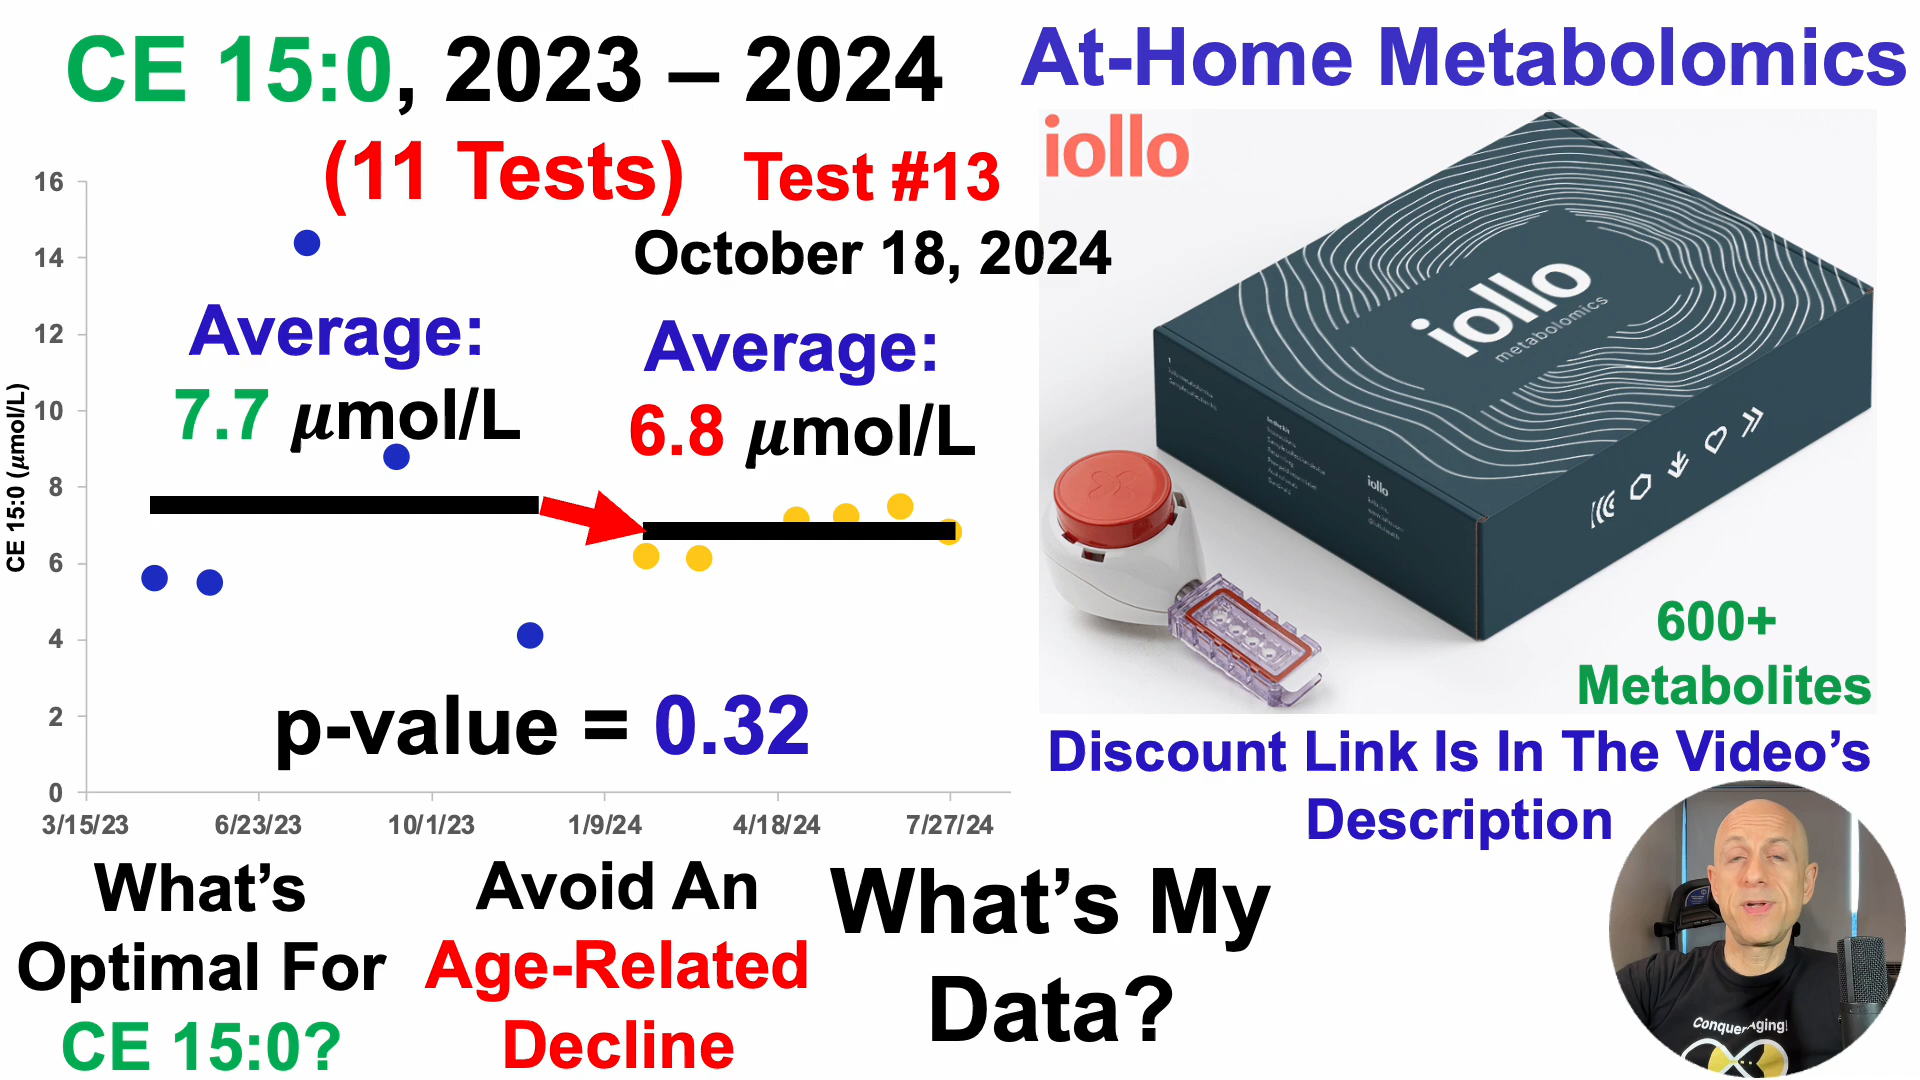 CE 15:0, 2023 – 2024
(11 Tests)
Test #13
October 18, 2024
Average:
7.7 μmol/L
Average:
6.8 μmol/L
p-value = 0.32
CE 15:0 (μmol/L)
16
14
12
10
8
6
4
2
0
3/15/23
6/23/23
10/1/23
1/9/24
4/18/24
7/27/24
What’s
Optimal For
CE 15:0?
Avoid An
Age-Related
Decline
What’s My
Data?
At-Home Metabolomics
iollo
iollo
metabolomics
iollo
600+
Metabolites
Discount Link Is In The Video’s
Description